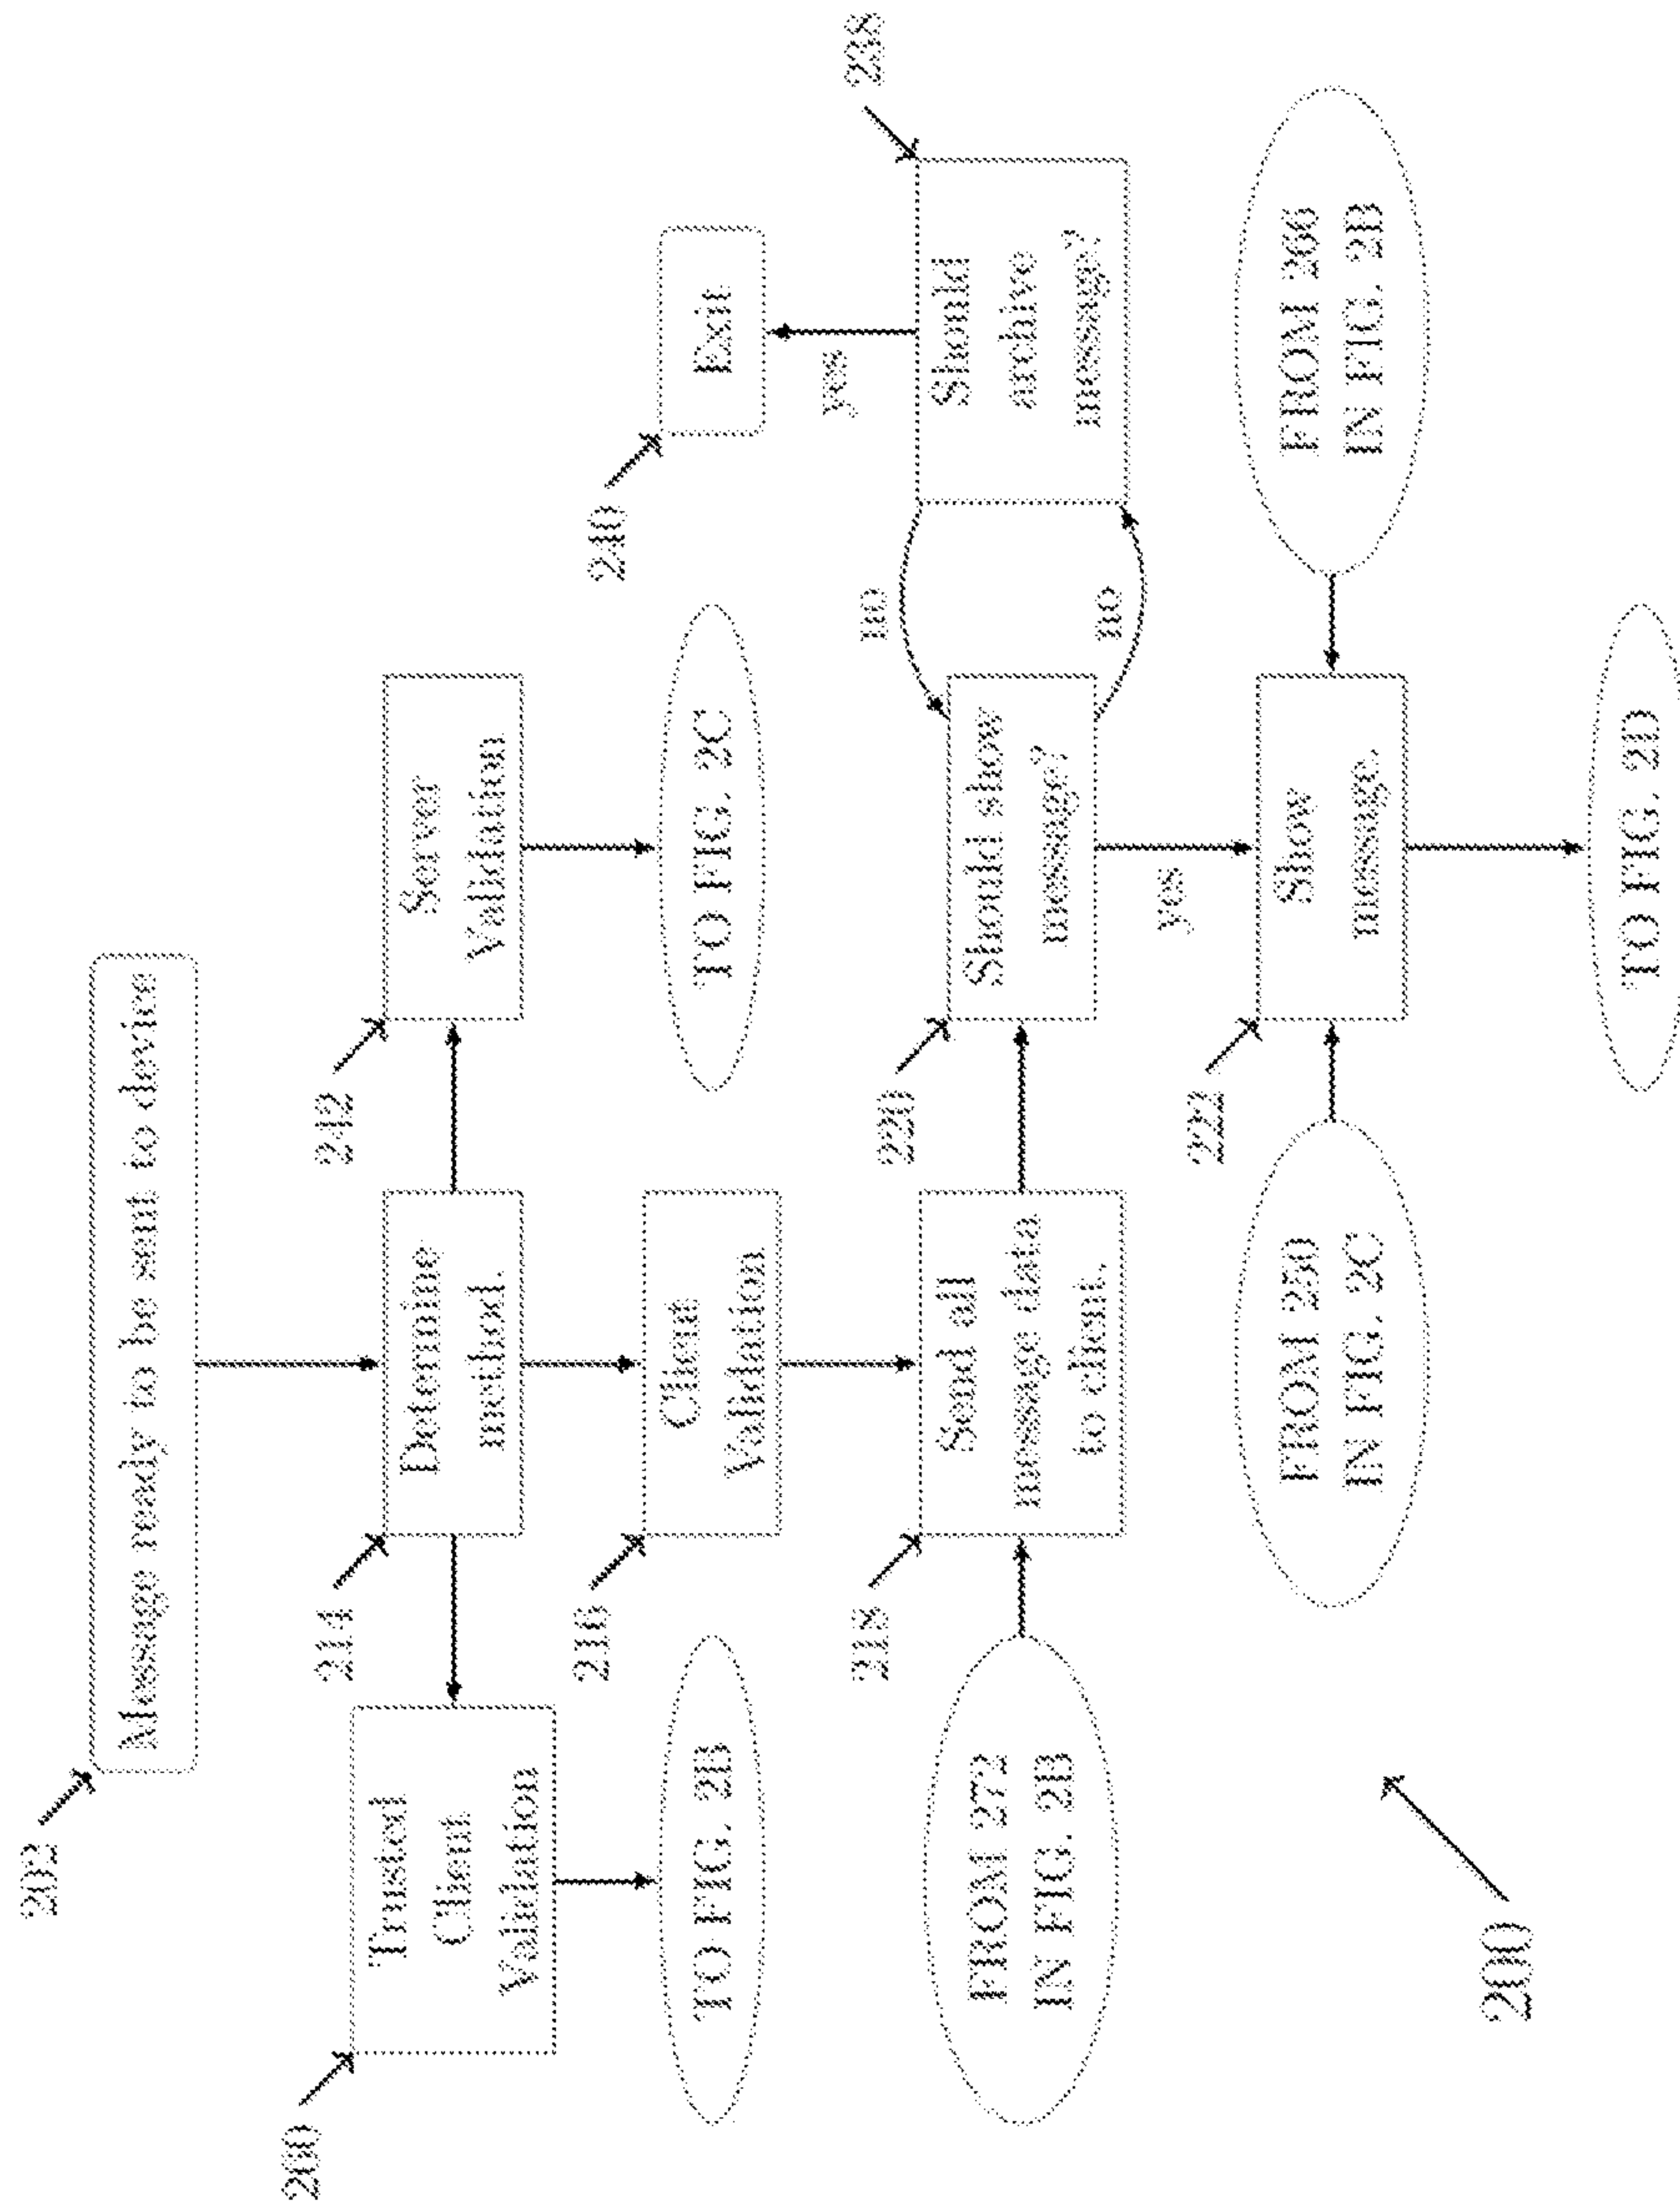 202
Message ready to be sent to device
260
Trusted
Client
Validation
214
Determine
method.
242
Server
Validation
TO FIG. 2B
216
Client
Validation
TO FIG. 2C
240
Exit
yes
FROM 272
IN FIG. 2B
218
Send all
message data
to client.
220
Should show
message?
no
no
238
Should
archive
message?
yes
FROM 250
IN FIG. 2C
222
Show
message.
FROM 266
IN FIG. 2B
200
TO FIG. 2D